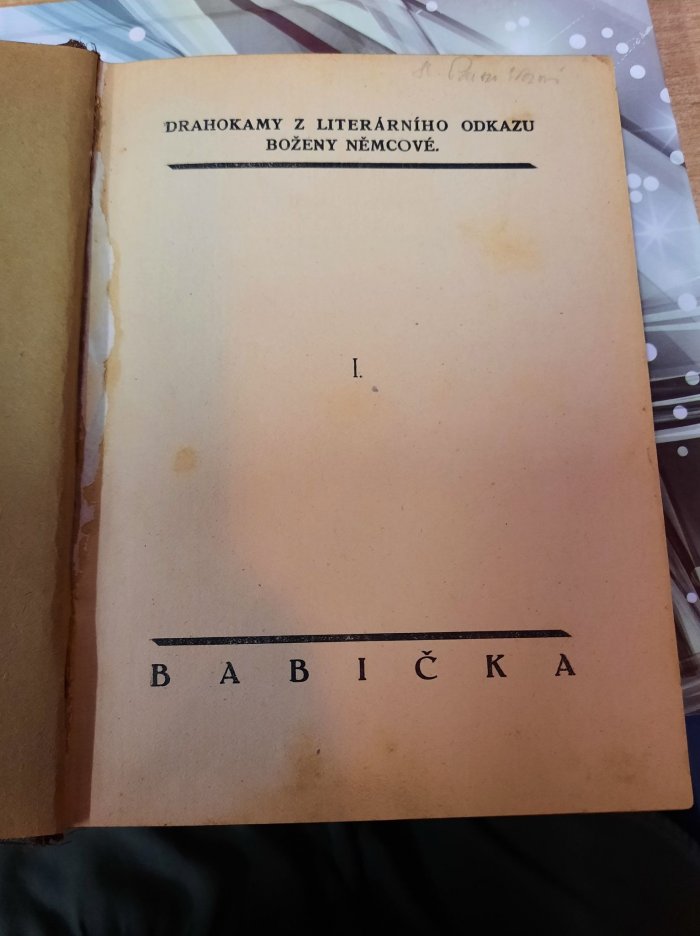 DRAHOKAMY Z LITERÁRNÍHO ODKAZU
BOŽENY NĚMCOVÉ.
I.
BABIČKA